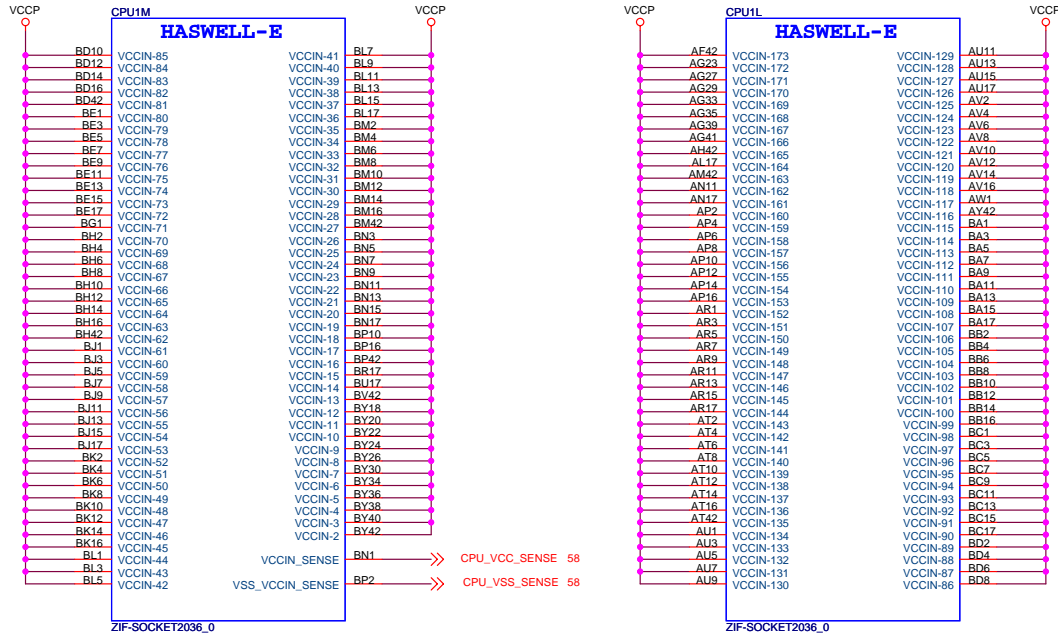 VCCP CPU1M VCCP
HASWELL-E
BD10 VCCIN-85 VCCIN-41 BL7
BD12 VCCIN-84 VCCIN-40 BL9
BD14 VCCIN-83 VCCIN-39 BL11
BD16 VCCIN-82 VCCIN-38 BL13
BD42 VCCIN-81 VCCIN-37 BL15
BE1 VCCIN-80 VCCIN-36 BL17
BE3 VCCIN-79 VCCIN-35 BM2
BE5 VCCIN-78 VCCIN-34 BM4
BE7 VCCIN-77 VCCIN-33 BM6
BE9 VCCIN-76 VCCIN-32 BM8
BE11 VCCIN-75 VCCIN-31 BM10
BE13 VCCIN-74 VCCIN-30 BM12
BE15 VCCIN-73 VCCIN-29 BM14
BE17 VCCIN-72 VCCIN-28 BM16
BG1 VCCIN-71 VCCIN-27 BM42
BH2 VCCIN-70 VCCIN-26 BN3
BH4 VCCIN-69 VCCIN-25 BN5
BH6 VCCIN-68 VCCIN-24 BN7
BH8 VCCIN-67 VCCIN-23 BN9
BH10 VCCIN-66 VCCIN-22 BN11
BH12 VCCIN-65 VCCIN-21 BN13
BH14 VCCIN-64 VCCIN-20 BN15
BH16 VCCIN-63 VCCIN-19 BN17
BH42 VCCIN-62 VCCIN-18 BP10
BJ1 VCCIN-61 VCCIN-17 BP16
BJ3 VCCIN-60 VCCIN-16 BP42
BJ5 VCCIN-59 VCCIN-15 BR17
BJ7 VCCIN-58 VCCIN-14 BU17
BJ9 VCCIN-57 VCCIN-13 BV42
BJ11 VCCIN-56 VCCIN-12 BY18
BJ13 VCCIN-55 VCCIN-11 BY20
BJ15 VCCIN-54 VCCIN-10 BY22
BJ17 VCCIN-53 VCCIN-9 BY24
BK2 VCCIN-52 VCCIN-8 BY26
BK4 VCCIN-51 VCCIN-7 BY30
BK6 VCCIN-50 VCCIN-6 BY34
BK8 VCCIN-49 VCCIN-5 BY36
BK10 VCCIN-48 VCCIN-4 BY38
BK12 VCCIN-47 VCCIN-3 BY40
BK14 VCCIN-46 VCCIN-2 BY42
BK16 VCCIN-45
BL1 VCCIN-44 VCCIN_SENSE BN1 CPU_VCC_SENSE 58
BL3 VCCIN-43
BL5 VCCIN-42 VSS_VCCIN_SENSE BP2 CPU_VSS_SENSE 58
ZIF-SOCKET2036_0
VCCP CPU1L VCCP
HASWELL-E
AF42 VCCIN-173 VCCIN-129 AU11
AG23 VCCIN-172 VCCIN-128 AU13
AG27 VCCIN-171 VCCIN-127 AU15
AG29 VCCIN-170 VCCIN-126 AU17
AG33 VCCIN-169 VCCIN-125 AV2
AG35 VCCIN-168 VCCIN-124 AV4
AG39 VCCIN-167 VCCIN-123 AV6
AG41 VCCIN-166 VCCIN-122 AV8
AH42 VCCIN-165 VCCIN-121 AV10
AL17 VCCIN-164 VCCIN-120 AV12
AM42 VCCIN-163 VCCIN-119 AV14
AN11 VCCIN-162 VCCIN-118 AV16
AN17 VCCIN-161 VCCIN-117 AW1
AP2 VCCIN-160 VCCIN-116 AY42
AP4 VCCIN-159 VCCIN-115 BA1
AP6 VCCIN-158 VCCIN-114 BA3
AP8 VCCIN-157 VCCIN-113 BA5
AP10 VCCIN-156 VCCIN-112 BA7
AP12 VCCIN-155 VCCIN-111 BA9
AP14 VCCIN-154 VCCIN-110 BA11
AP16 VCCIN-153 VCCIN-109 BA13
AR1 VCCIN-152 VCCIN-108 BA15
AR3 VCCIN-151 VCCIN-107 BA17
AR5 VCCIN-150 VCCIN-106 BB2
AR7 VCCIN-149 VCCIN-105 BB4
AR9 VCCIN-148 VCCIN-104 BB6
AR11 VCCIN-147 VCCIN-103 BB8
AR13 VCCIN-146 VCCIN-102 BB10
AR15 VCCIN-145 VCCIN-101 BB12
AR17 VCCIN-144 VCCIN-100 BB14
AT2 VCCIN-143 VCCIN-99 BB16
AT4 VCCIN-142 VCCIN-98 BC1
AT6 VCCIN-141 VCCIN-97 BC3
AT8 VCCIN-140 VCCIN-96 BC5
AT10 VCCIN-139 VCCIN-95 BC7
AT12 VCCIN-138 VCCIN-94 BC9
AT14 VCCIN-137 VCCIN-93 BC11
AT16 VCCIN-136 VCCIN-92 BC13
AT42 VCCIN-135 VCCIN-91 BC15
AU1 VCCIN-134 VCCIN-90 BC17
AU3 VCCIN-133 VCCIN-89 BD2
AU5 VCCIN-132 VCCIN-88 BD4
AU7 VCCIN-131 VCCIN-87 BD6
AU9 VCCIN-130 VCCIN-86 BD8
ZIF-SOCKET2036_0